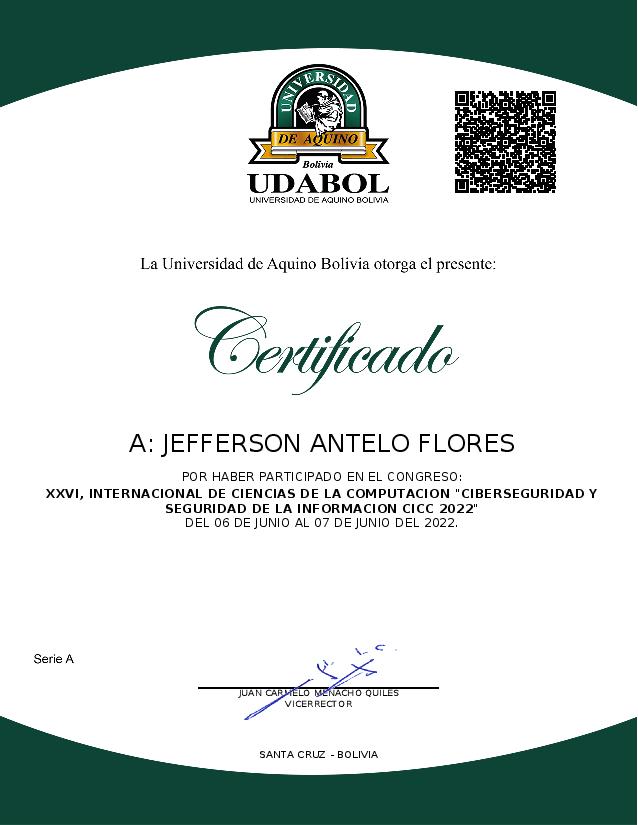 UNIVERSIDAD
DE AQUINO
Bolivia
UDABOL
UNIVERSIDAD DE AQUINO BOLIVIA
La Universidad de Aquino Bolivia otorga el presente:
Certificado
A: JEFFERSON ANTELO FLORES
POR HABER PARTICIPADO EN EL CONGRESO:
XXVI, INTERNACIONAL DE CIENCIAS DE LA COMPUTACION "CIBERSEGURIDAD Y
SEGURIDAD DE LA INFORMACION CICC 2022"
DEL 06 DE JUNIO AL 07 DE JUNIO DEL 2022.
Serie A
JUAN CARMELO MENACHO QUILES
VICERRECTOR
SANTA CRUZ - BOLIVIA